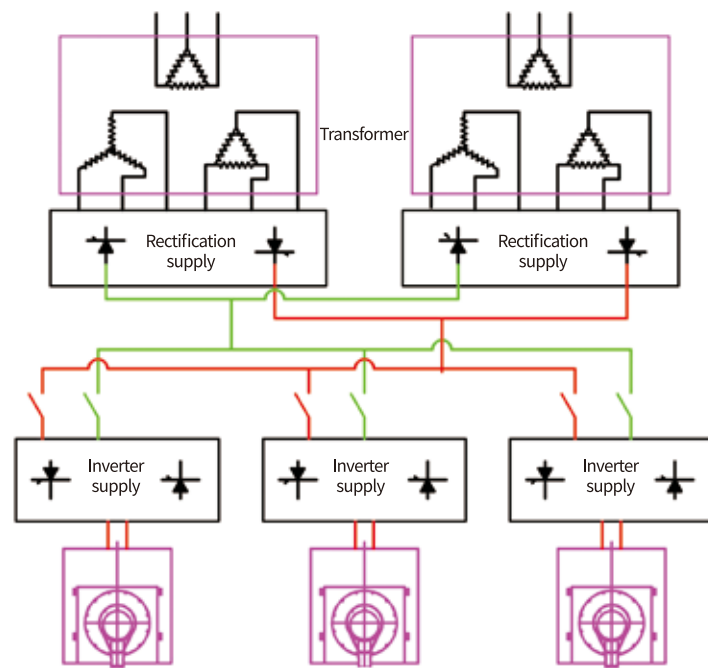 Transformer
Rectification
supply
Rectification
supply
Inverter
supply
Inverter
supply
Inverter
supply